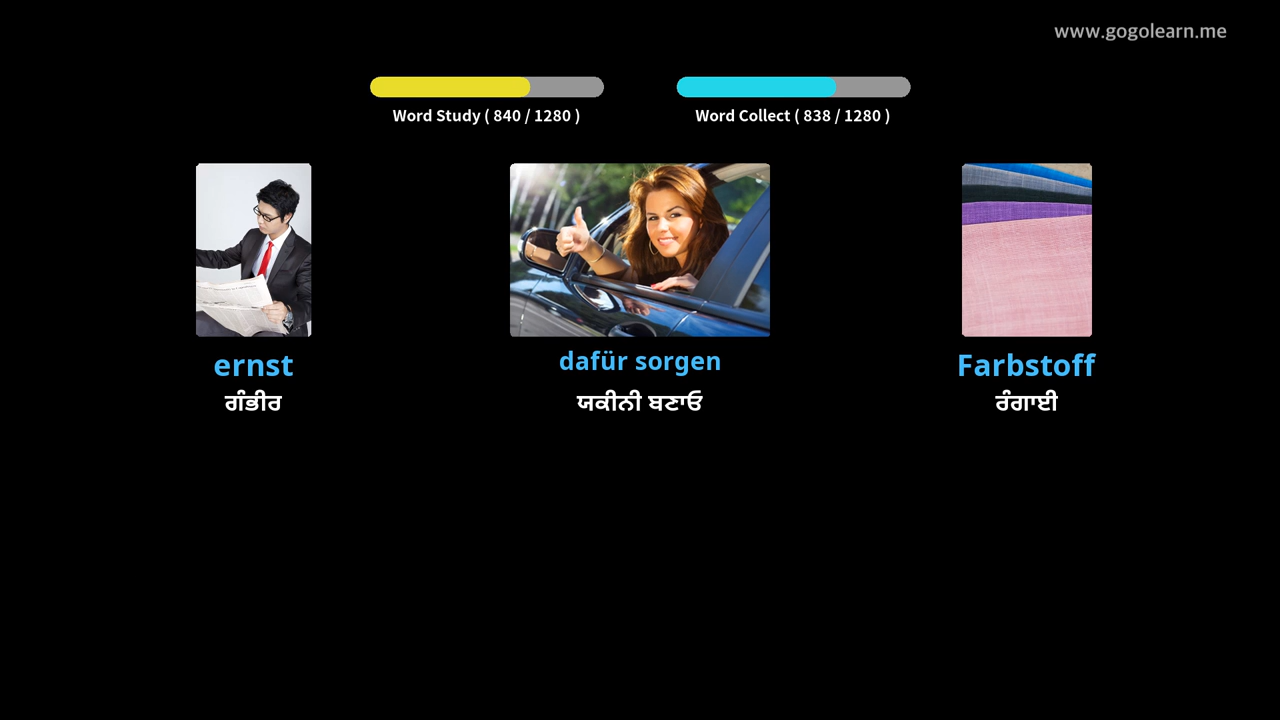 www.gogolearn.me
Word Study ( 840 / 1280 )
Word Collect ( 838 / 1280 )
ernst
dafür sorgen
Farbstoff
ਗੰਭੀਰ
ਯਕੀਨੀ ਬਣਾਓ
ਰੰਗਾਈ